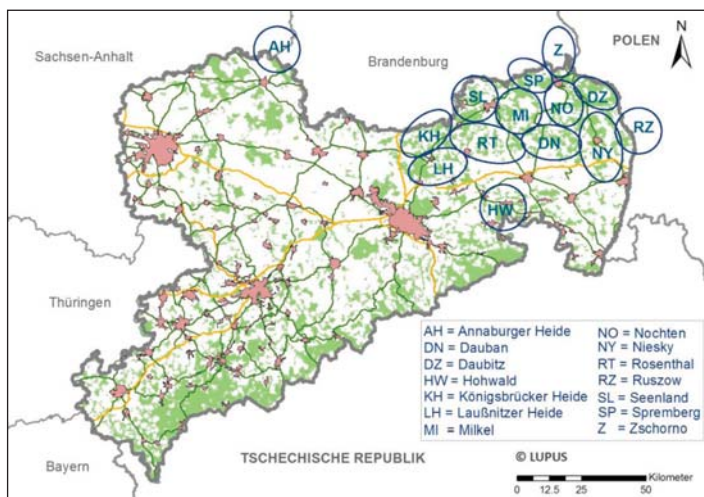 Sachsen-Anhalt
AH
Brandenburg
Z
POLEN
N
SP
SL
MI
NO
DZ
KH
RT
DN
NY
RZ
LH
HW
Thüringen
AH = Annaburger Heide
DN = Dauban
DZ = Daubitz
HW = Hohwald
KH = Königsbrücker Heide
LH = Laußnitzer Heide
MI = Milkel
NO = Nochten
NY = Niesky
RT = Rosenthal
RZ = Ruszow
SL = Seenland
SP = Spremberg
Z = Zschorno
TSCHECHISCHE REPUBLIK
© LUPUS
Bayern
Kilometer
0 12.5 25 50